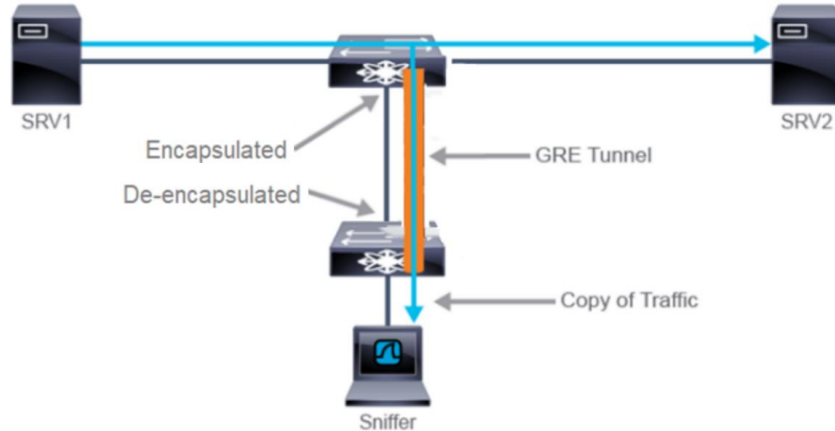 SRV1
SRV2
Encapsulated
GRE Tunnel
De-encapsulated
Copy of Traffic
Sniffer